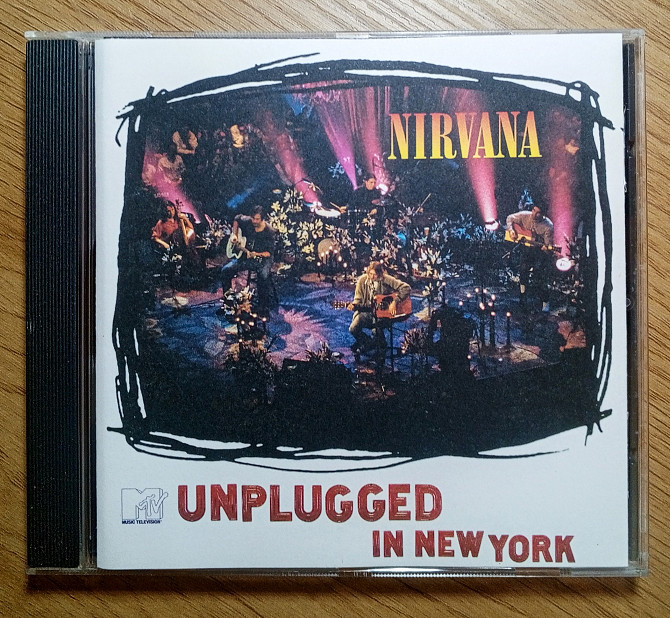 NIRVANA
MTV
MUSIC TELEVISION®
UNPLUGGED
IN NEW YORK